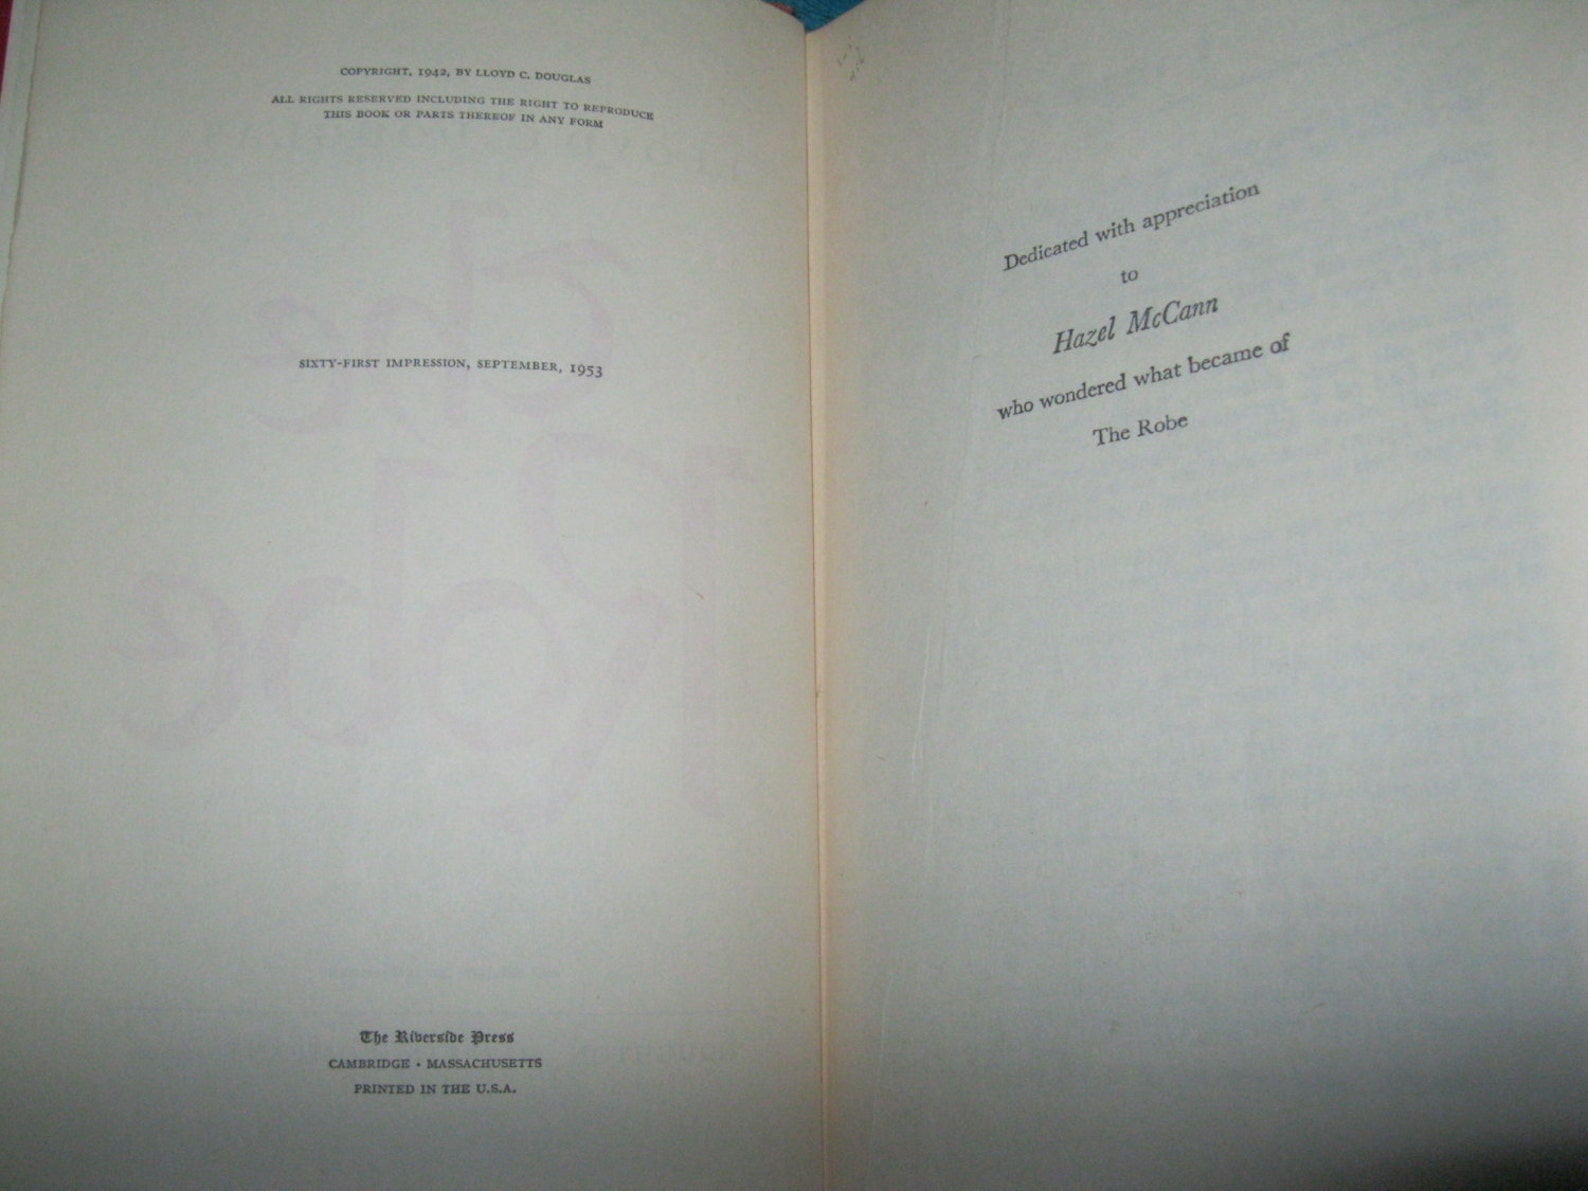 COPYRIGHT, 1942, BY LLOYD C. DOUGLAS
ALL RIGHTS RESERVED INCLUDING THE RIGHT TO REPRODUCE
THIS BOOK OR PARTS THEREOF IN ANY FORM
SIXTY-FIRST IMPRESSION, SEPTEMBER, 1953
The Riverside Press
CAMBRIDGE · MASSACHUSETTS
PRINTED IN THE U.S.A.
Dedicated with appreciation
to
Hazel McCann
who wondered what became of
The Robe